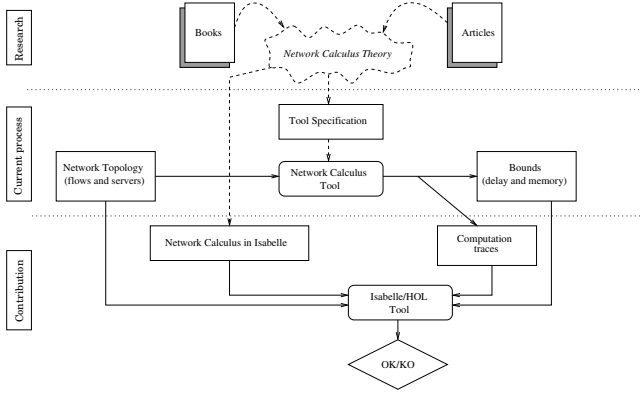 Research
Books
Network Calculus Theory
Articles
Current process
Tool Specification
Network Topology
(flows and servers)
Network Calculus
Tool
Bounds
(delay and memory)
Contribution
Network Calculus in Isabelle
Computation
traces
Isabelle/HOL
Tool
OK/KO